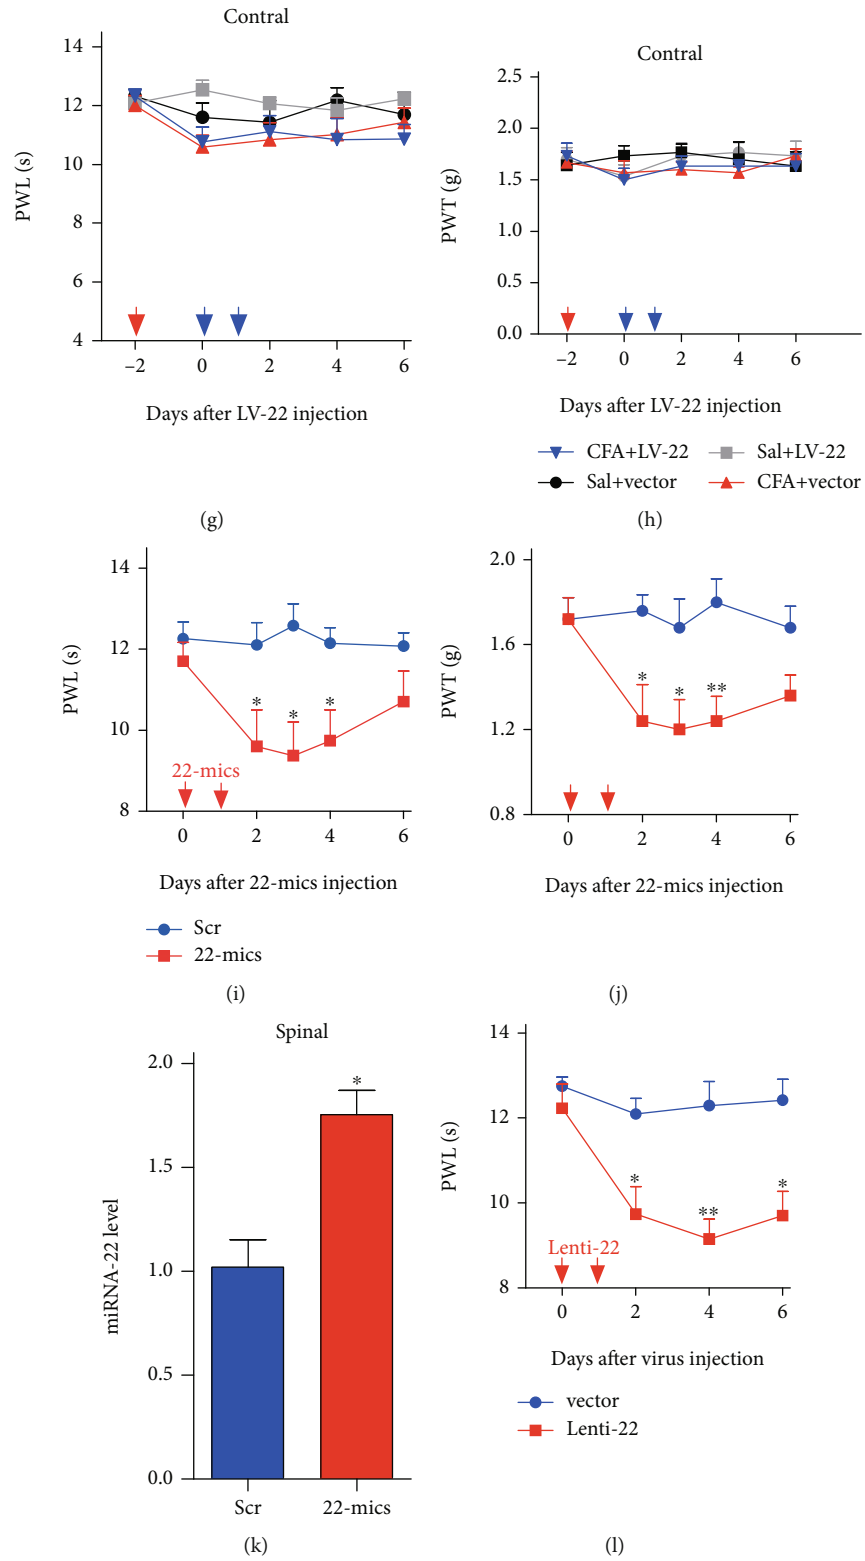 Contral
14
12
10
8
6
4
PWL (s)
–2
0
2
4
6
Days after LV-22 injection
(g)
Contral
2.5
2.0
1.5
1.0
0.5
0.0
PWT (g)
–2
0
2
4
6
Days after LV-22 injection
CFA+LV-22
Sal+LV-22
Sal+vector
CFA+vector
(h)
14
12
10
8
PWL (s)
* * *
22-mics
0
2
4
6
Days after 22-mics injection
Scr
22-mics
(i)
2.0
1.6
1.2
0.8
PWT (g)
* * **
0
2
4
6
Days after 22-mics injection
(j)
Spinal
2.0
1.5
1.0
0.5
0.0
miRNA-22 level
*
Scr
22-mics
(k)
14
12
10
8
PWL (s)
* ** *
Lenti-22
0
2
4
6
Days after virus injection
vector
Lenti-22
(l)